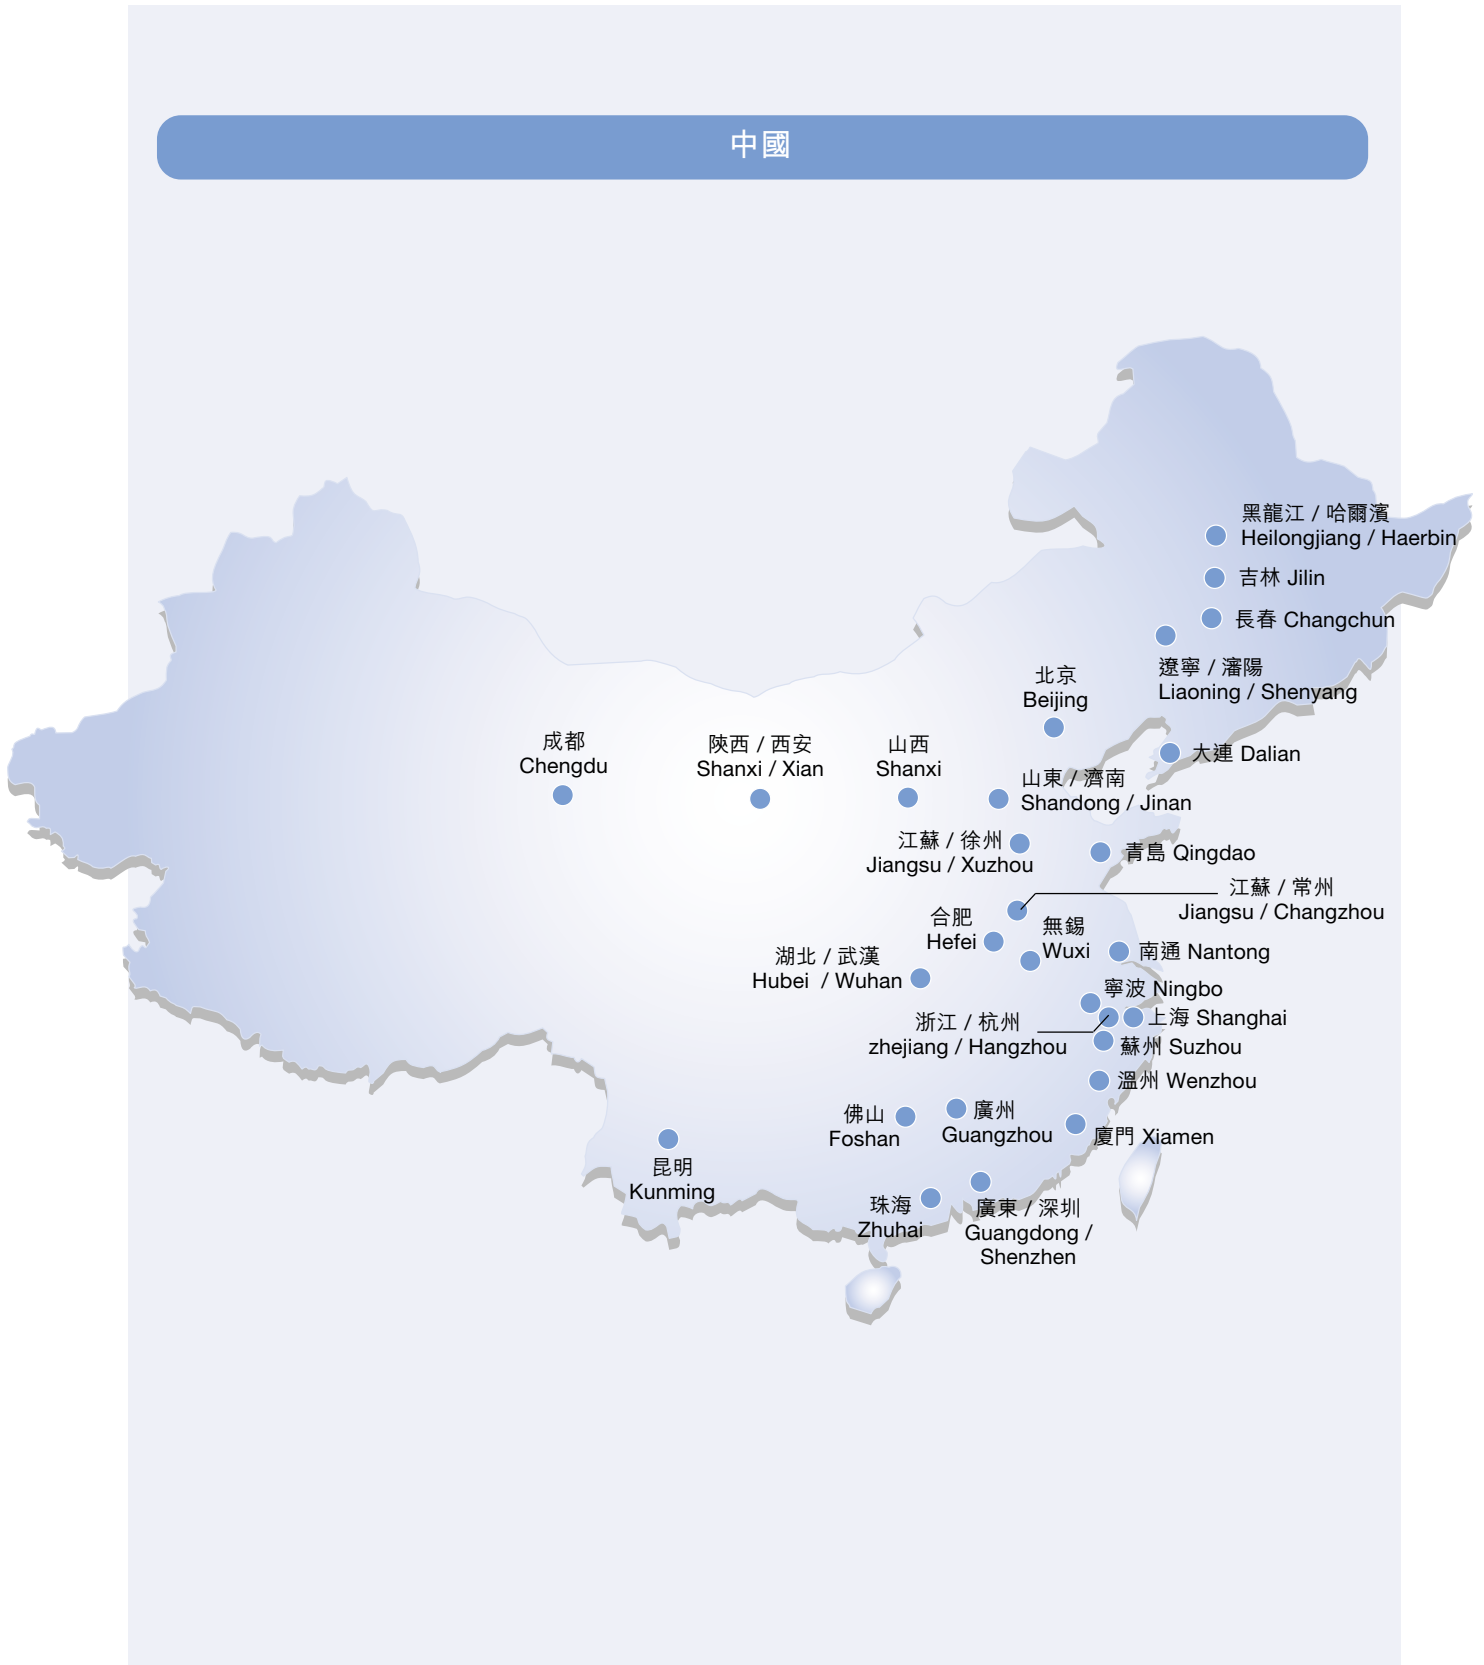 中國
黑龍江 / 哈爾濱
Heilongjiang / Haerbin
吉林 Jilin
長春 Changchun
遼寧 / 瀋陽
Liaoning / Shenyang
北京
Beijing
成都
Chengdu
陝西 / 西安
Shanxi / Xian
山西
Shanxi
大連 Dalian
山東 / 濟南
Shandong / Jinan
江蘇 / 徐州
Jiangsu / Xuzhou
青島 Qingdao
江蘇 / 常州
Jiangsu / Changzhou
合肥
Hefei
無錫
Wuxi
南通 Nantong
湖北 / 武漢
Hubei / Wuhan
寧波 Ningbo
浙江 / 杭州
zhejiang / Hangzhou
上海 Shanghai
蘇州 Suzhou
溫州 Wenzhou
佛山
Foshan
廣州
Guangzhou
廈門 Xiamen
昆明
Kunming
珠海
Zhuhai
廣東 / 深圳
Guangdong /
Shenzhen